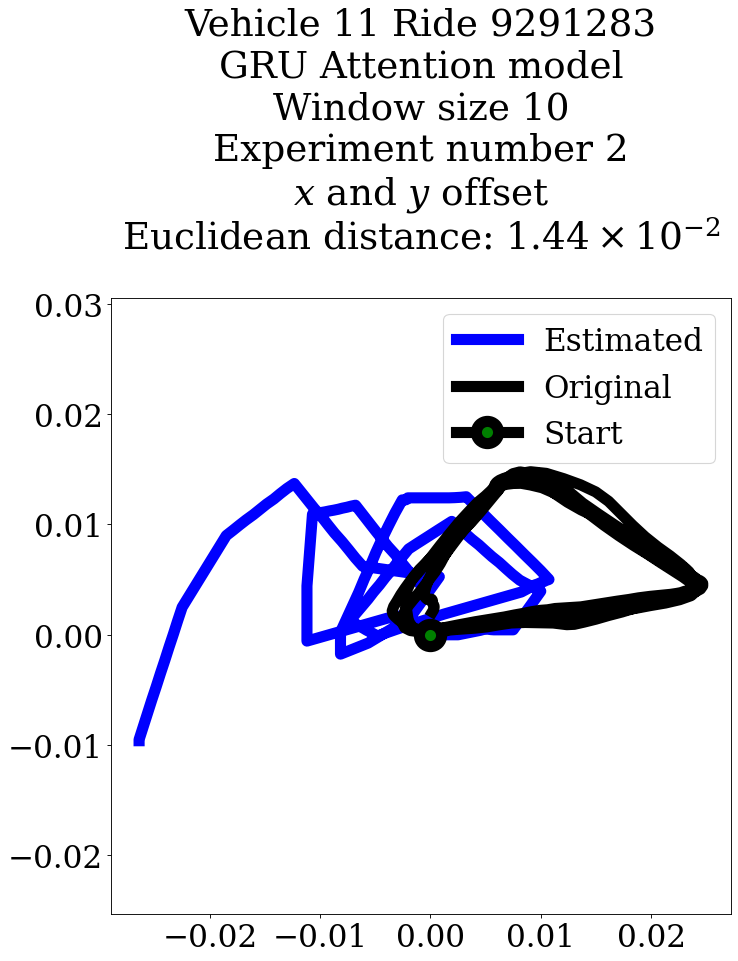 Vehicle 11 Ride 9291283
GRU Attention model
Window size 10
Experiment number 2
x and y offset
Euclidean distance: 1.44 × 10⁻²
0.03
0.02
0.01
0.00
−0.01
−0.02
Estimated
Original
Start
−0.02 −0.01 0.00 0.01 0.02